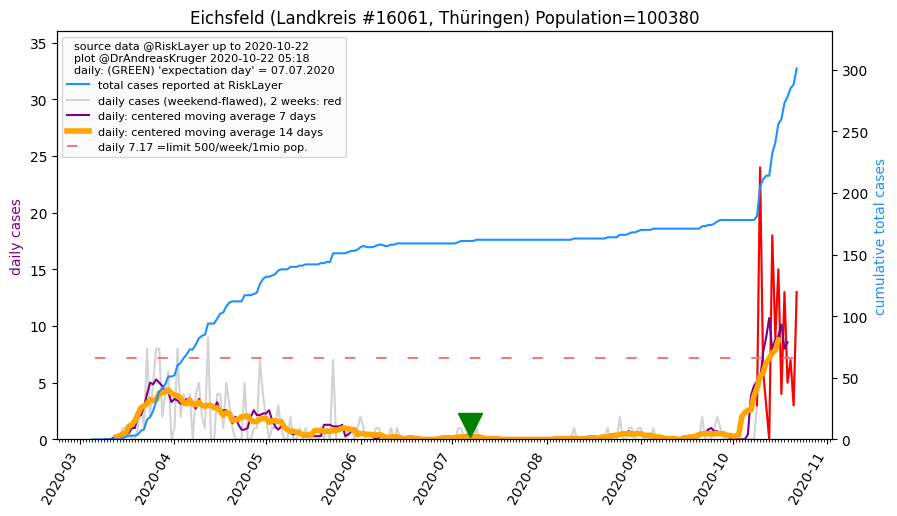 Eichsfeld (Landkreis #16061, Thüringen) Population=100380
source data @RiskLayer up to 2020-10-22
plot @DrAndreasKruger 2020-10-22 05:18
daily: (GREEN) 'expectation day' = 07.07.2020
total cases reported at RiskLayer
daily cases (weekend-flawed), 2 weeks: red
daily: centered moving average 7 days
daily: centered moving average 14 days
daily 7.17 =limit 500/week/1mio pop.
daily cases
35
30
25
20
15
10
5
0
cumulative total cases
300
250
200
150
100
50
0
2020-03
2020-04
2020-05
2020-06
2020-07
2020-08
2020-09
2020-10
2020-11